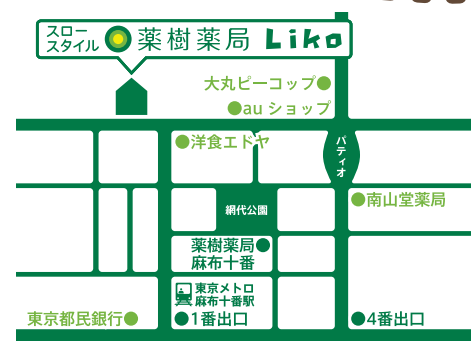 スロー
スタイル
薬樹薬局 Liko
大丸ピーコップ
auショップ
洋食エドヤ
パティオ
南山堂薬局
網代公園
薬樹薬局
麻布十番
東京メトロ
麻布十番駅
東京都民銀行
1番出口
4番出口